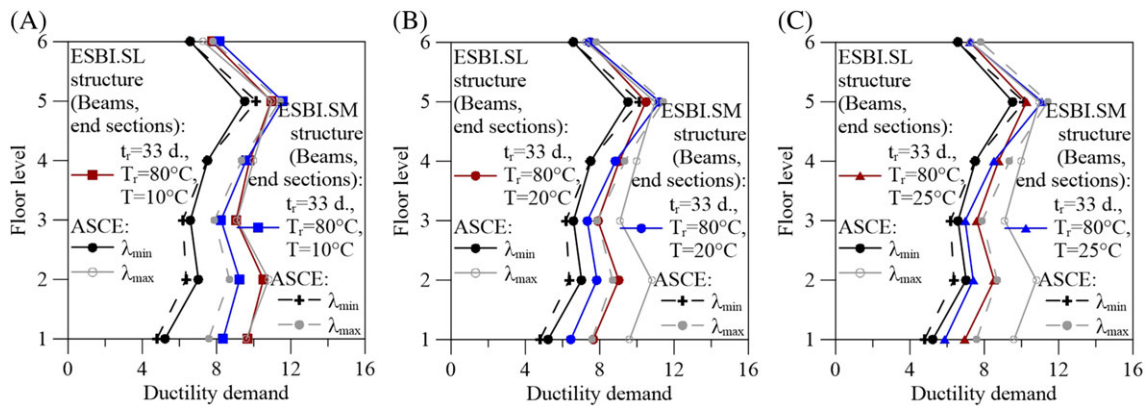 (A)
6
5
4
3
2
1
Floor level
ESBI.SL
structure
(Beams,
end sections):
tr=33 d.,
Tr=80°C,
T=10°C
ASCE:
λmin
λmax
ESBI.SM
structure
(Beams,
end sections):
tr=33 d.,
Tr=80°C,
T=10°C
ASCE:
λmin
λmax
0 4 8 12 16
Ductility demand
(B)
6
5
4
3
2
1
Floor level
ESBI.SL
structure
(Beams,
end sections):
tr=33 d.,
Tr=80°C,
T=20°C
ASCE:
λmin
λmax
ESBI.SM
structure
(Beams,
end sections):
tr=33 d.,
Tr=80°C,
T=20°C
ASCE:
λmin
λmax
0 4 8 12 16
Ductility demand
(C)
6
5
4
3
2
1
Floor level
ESBI.SL
structure
(Beams,
end sections):
tr=33 d.,
Tr=80°C,
T=25°C
ASCE:
λmin
λmax
ESBI.SM
structure
(Beams,
end sections):
tr=33 d.,
Tr=80°C,
T=25°C
ASCE:
λmin
λmax
0 4 8 12 16
Ductility demand